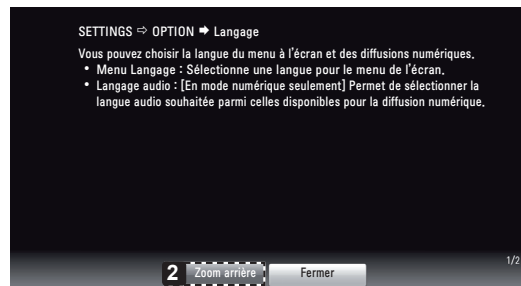 SETTINGS ⇨ OPTION ➡ Langage
Vous pouvez choisir la langue du menu à l'écran et des diffusions numériques.
• Menu Langage : Sélectionne une langue pour le menu de l'écran.
• Langage audio : [En mode numérique seulement] Permet de sélectionner la
langue audio souhaitée parmi celles disponibles pour la diffusion numérique.
1/2
2 Zoom arrière Fermer